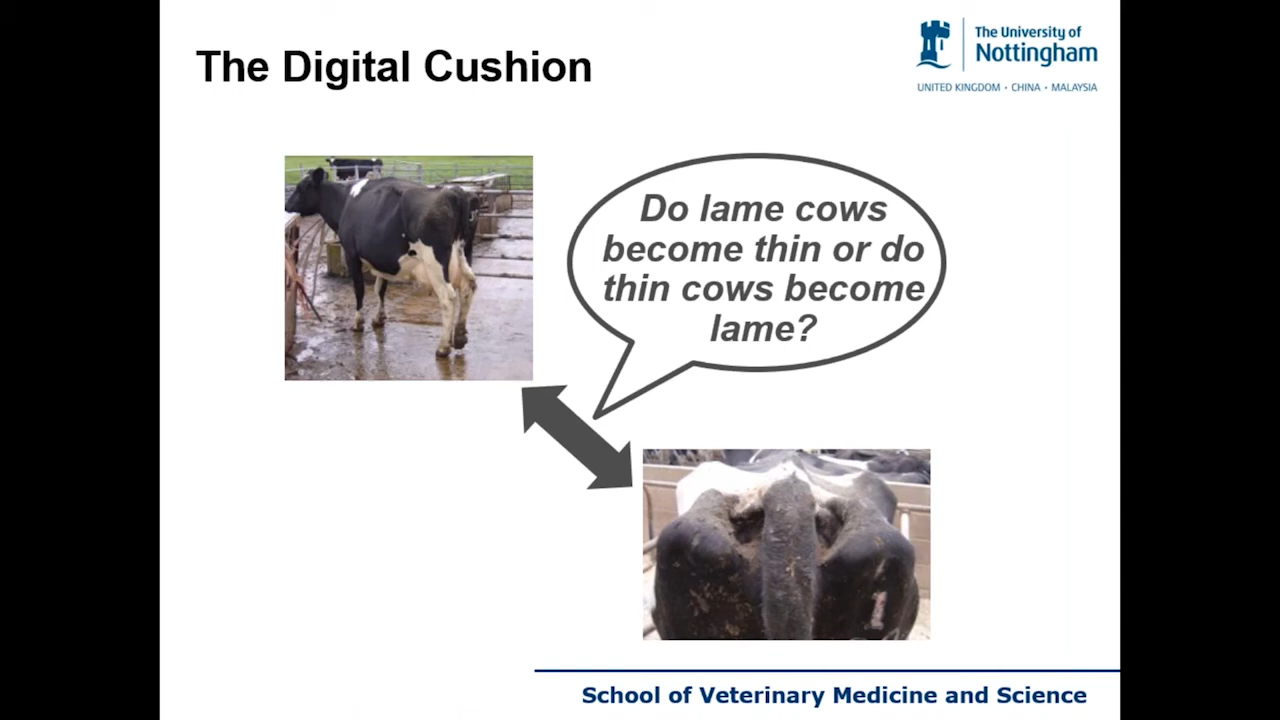 The Digital Cushion
The University of
Nottingham
UNITED KINGDOM · CHINA · MALAYSIA
Do lame cows
become thin or do
thin cows become
lame?
1
School of Veterinary Medicine and Science